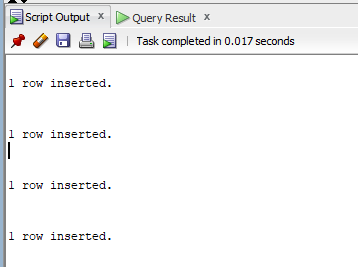 Script Output x Query Result x
Task completed in 0.017 seconds
1 row inserted.
1 row inserted.
1 row inserted.
1 row inserted.